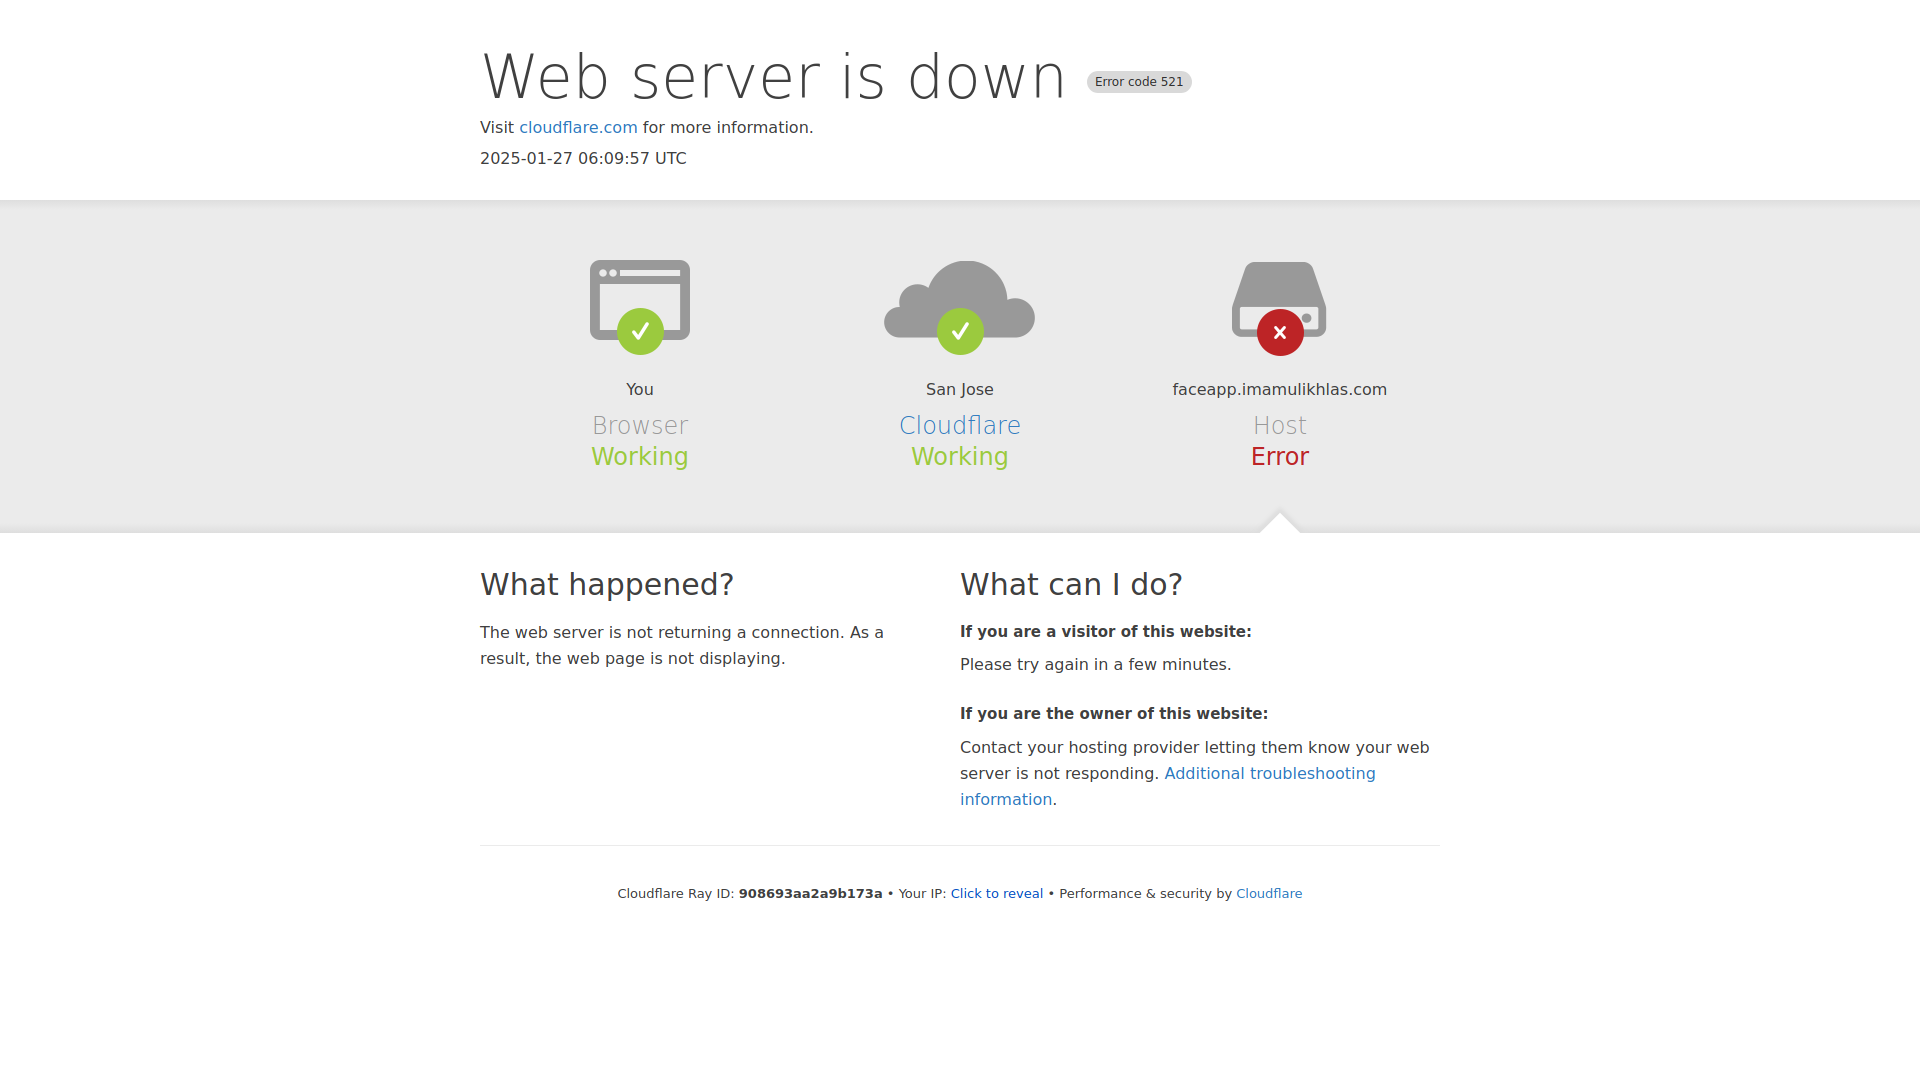 Web server is down Error code 521
Visit cloudflare.com for more information.
2025-01-27 06:09:57 UTC
You
Browser
Working
San Jose
Cloudflare
Working
faceapp.imamulikhlas.com
Host
Error
What happened?
The web server is not returning a connection. As a
result, the web page is not displaying.
What can I do?
If you are a visitor of this website:
Please try again in a few minutes.
If you are the owner of this website:
Contact your hosting provider letting them know your web
server is not responding. Additional troubleshooting
information.
Cloudflare Ray ID: 908693aa2a9b173a • Your IP: Click to reveal • Performance & security by Cloudflare